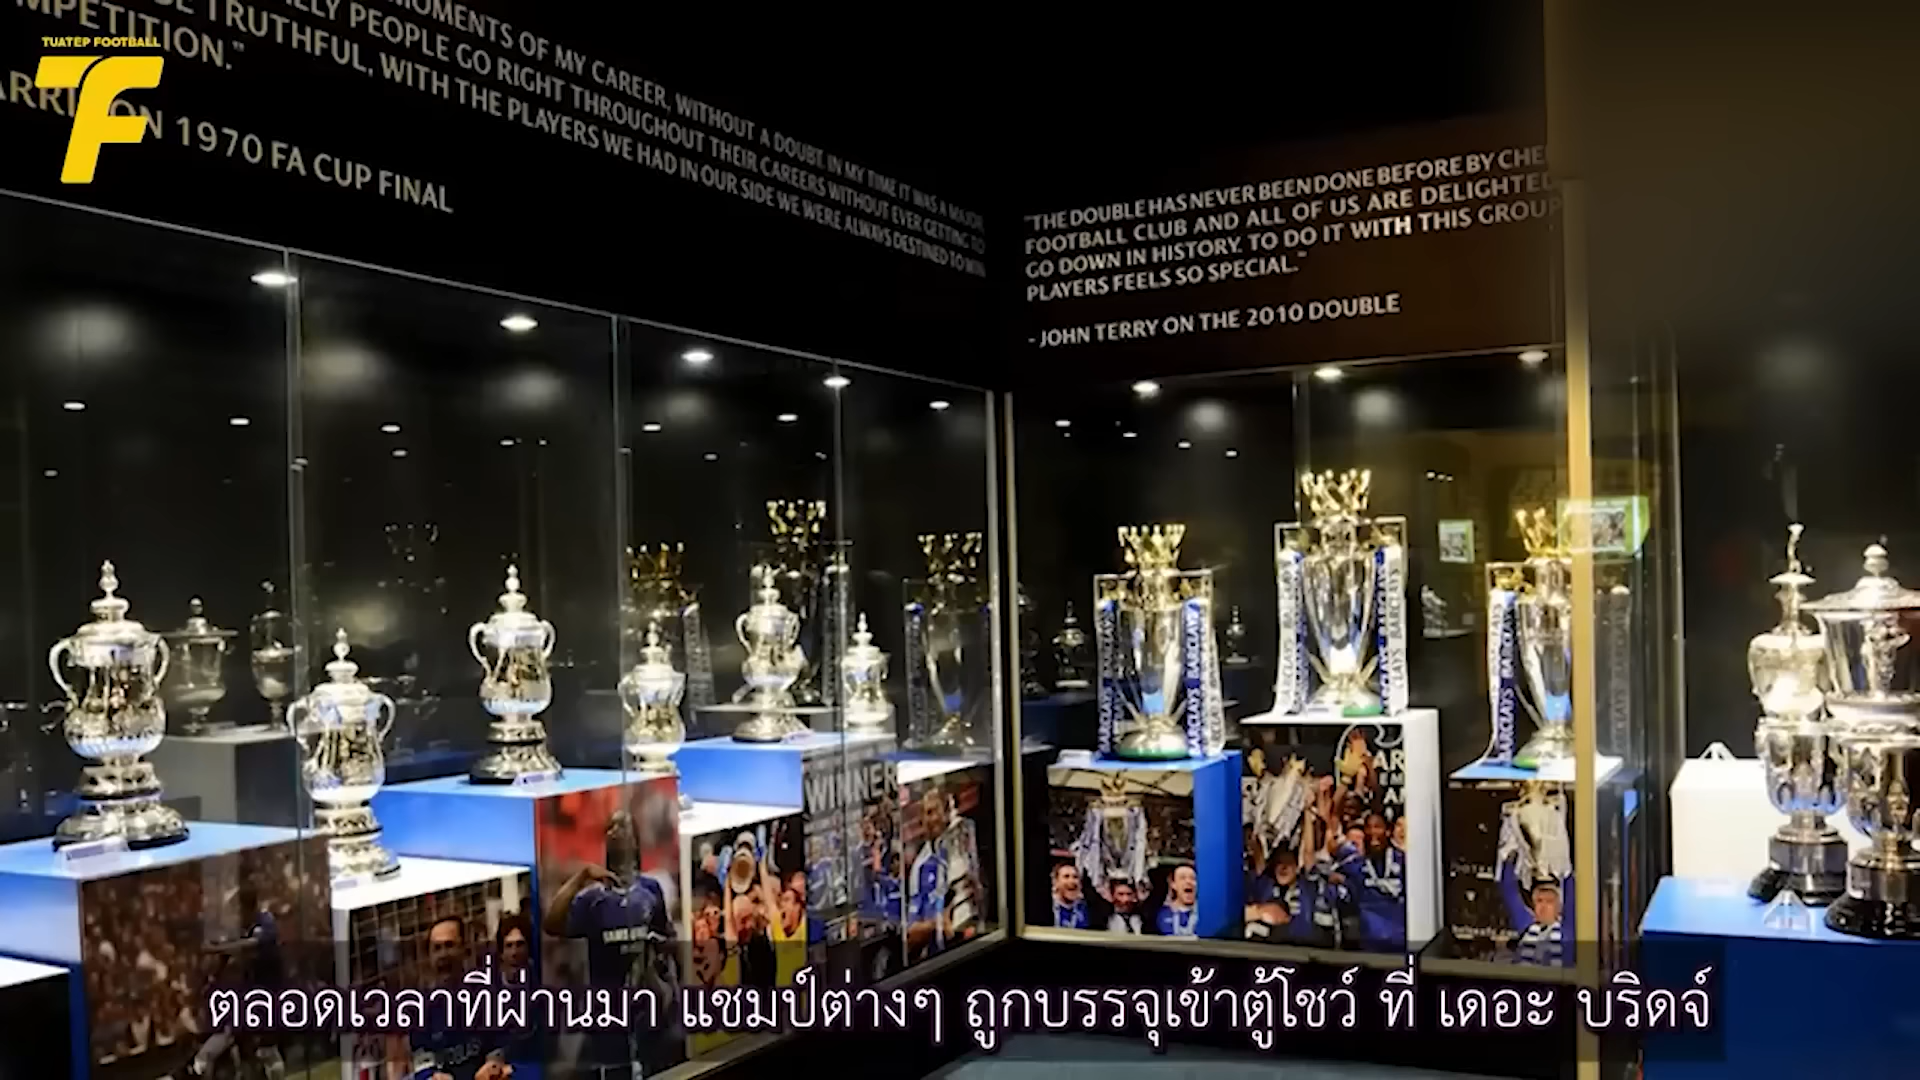 TUATEP FOOTBALL
TF
MOMENTS OF MY CAREER, WITHOUT A DOUBT. IN MY TIME IT WAS A MAJOR
PEOPLE GO RIGHT THROUGHOUT THEIR CAREERS WITHOUT EVER GETTING TO
TRUTHFUL, WITH THE PLAYERS WE HAD IN OUR SIDE WE WERE ALWAYS DESTINED TO WIN
COMPETITION."
ON 1970 FA CUP FINAL
"THE DOUBLE HAS NEVER BEEN DONE BEFORE BY CHE
FOOTBALL CLUB AND ALL OF US ARE DELIGHTED
GO DOWN IN HISTORY. TO DO IT WITH THIS GROUP
PLAYERS FEELS SO SPECIAL."
- JOHN TERRY ON THE 2010 DOUBLE
BARCLAYS BARCLAYS
BARCLAYS
BARCLAYS
BARCLAYS
WINNER
ตลอดเวลาที่ผ่านมา แชมป์ต่างๆ ถูกบรรจุเข้าตู้โชว์ ที่ เดอะ บริดจ์